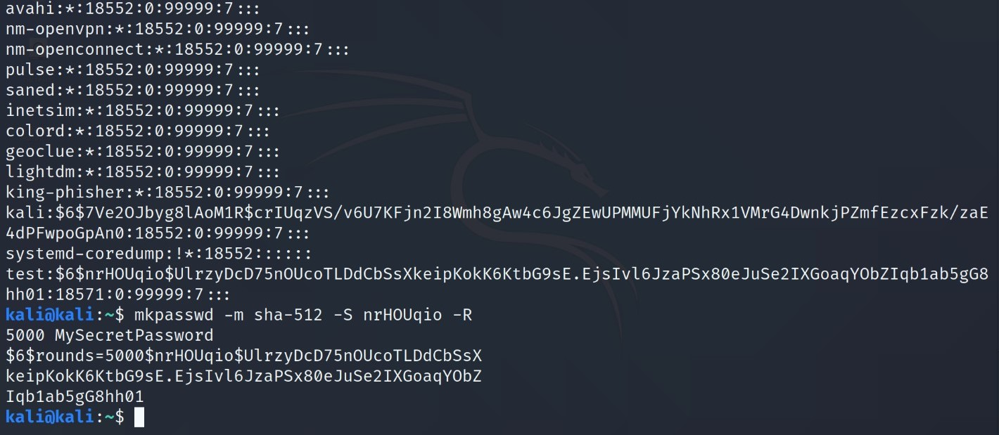 avahi:*:18552:0:99999:7:::
nm-openvpn:*:18552:0:99999:7:::
nm-openconnect:*:18552:0:99999:7:::
pulse:*:18552:0:99999:7:::
saned:*:18552:0:99999:7:::
inetsim:*:18552:0:99999:7:::
colord:*:18552:0:99999:7:::
geoclue:*:18552:0:99999:7:::
lightdm:*:18552:0:99999:7:::
king-phisher:*:18552:0:99999:7:::
kali:$6$7Ve2OJbyg8lAoM1R$crIUqzVS/v6U7KFjn2I8Wmh8gAw4c6JgZEwUPMMUFjYkNhRx1VMrG4DwnkjPZmfEzcxFzk/zaE
4dPFwpoGpAn0:18552:0:99999:7:::
systemd-coredump:!*:18552::::::
test:$6$nrHOUqio$UlrzyDcD75nOUcoTLDdCbSsXkeipKokK6KtbG9sE.EjsIvl6JzaPSx80eJuSe2IXGoaqYObZIqb1ab5gG8
hh01:18571:0:99999:7:::
kali@kali:~$ mkpasswd -m sha-512 -S nrHOUqio -R
5000 MySecretPassword
$6$rounds=5000$nrHOUqio$UlrzyDcD75nOUcoTLDdCbSsX
keipKokK6KtbG9sE.EjsIvl6JzaPSx80eJuSe2IXGoaqYObZ
Iqb1ab5gG8hh01
kali@kali:~$